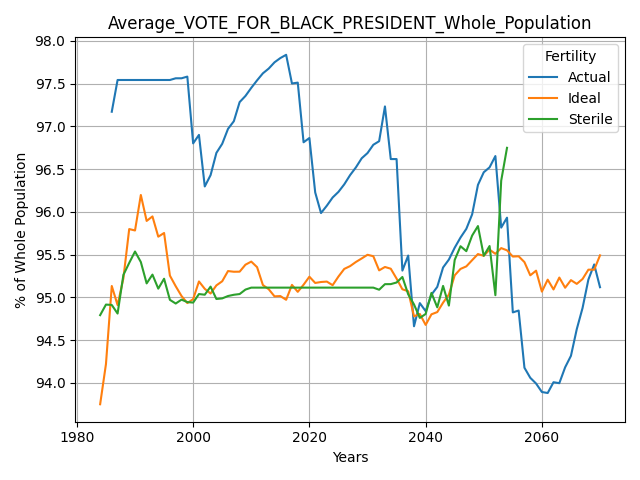 Average_VOTE_FOR_BLACK_PRESIDENT_Whole_Population
Fertility
Actual
Ideal
Sterile
% of Whole Population
98.0
97.5
97.0
96.5
96.0
95.5
95.0
94.5
94.0
1980
2000
2020
2040
2060
Years